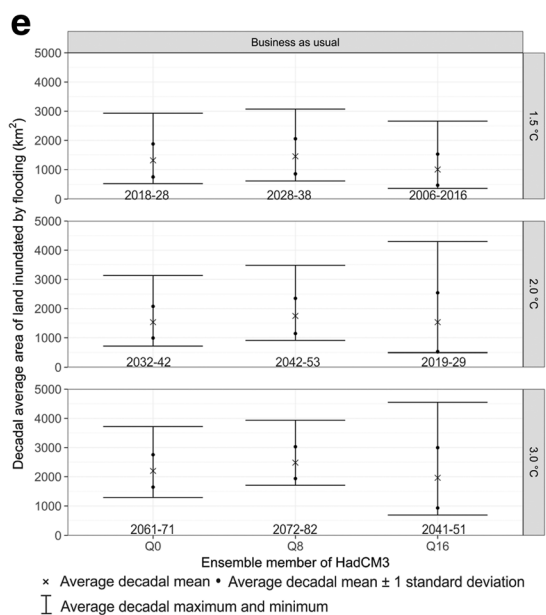 e
Business as usual
Decadal average area of land inundated by flooding (km²)
5000
4000
3000
2000
1000
0
2018-28
2028-38
2006-2016
1.5 °C
5000
4000
3000
2000
1000
0
2032-42
2042-53
2019-29
2.0 °C
5000
4000
3000
2000
1000
0
2061-71
2072-82
2041-51
3.0 °C
Q0
Q8
Q16
Ensemble member of HadCM3
× Average decadal mean • Average decadal mean ± 1 standard deviation
Average decadal maximum and minimum